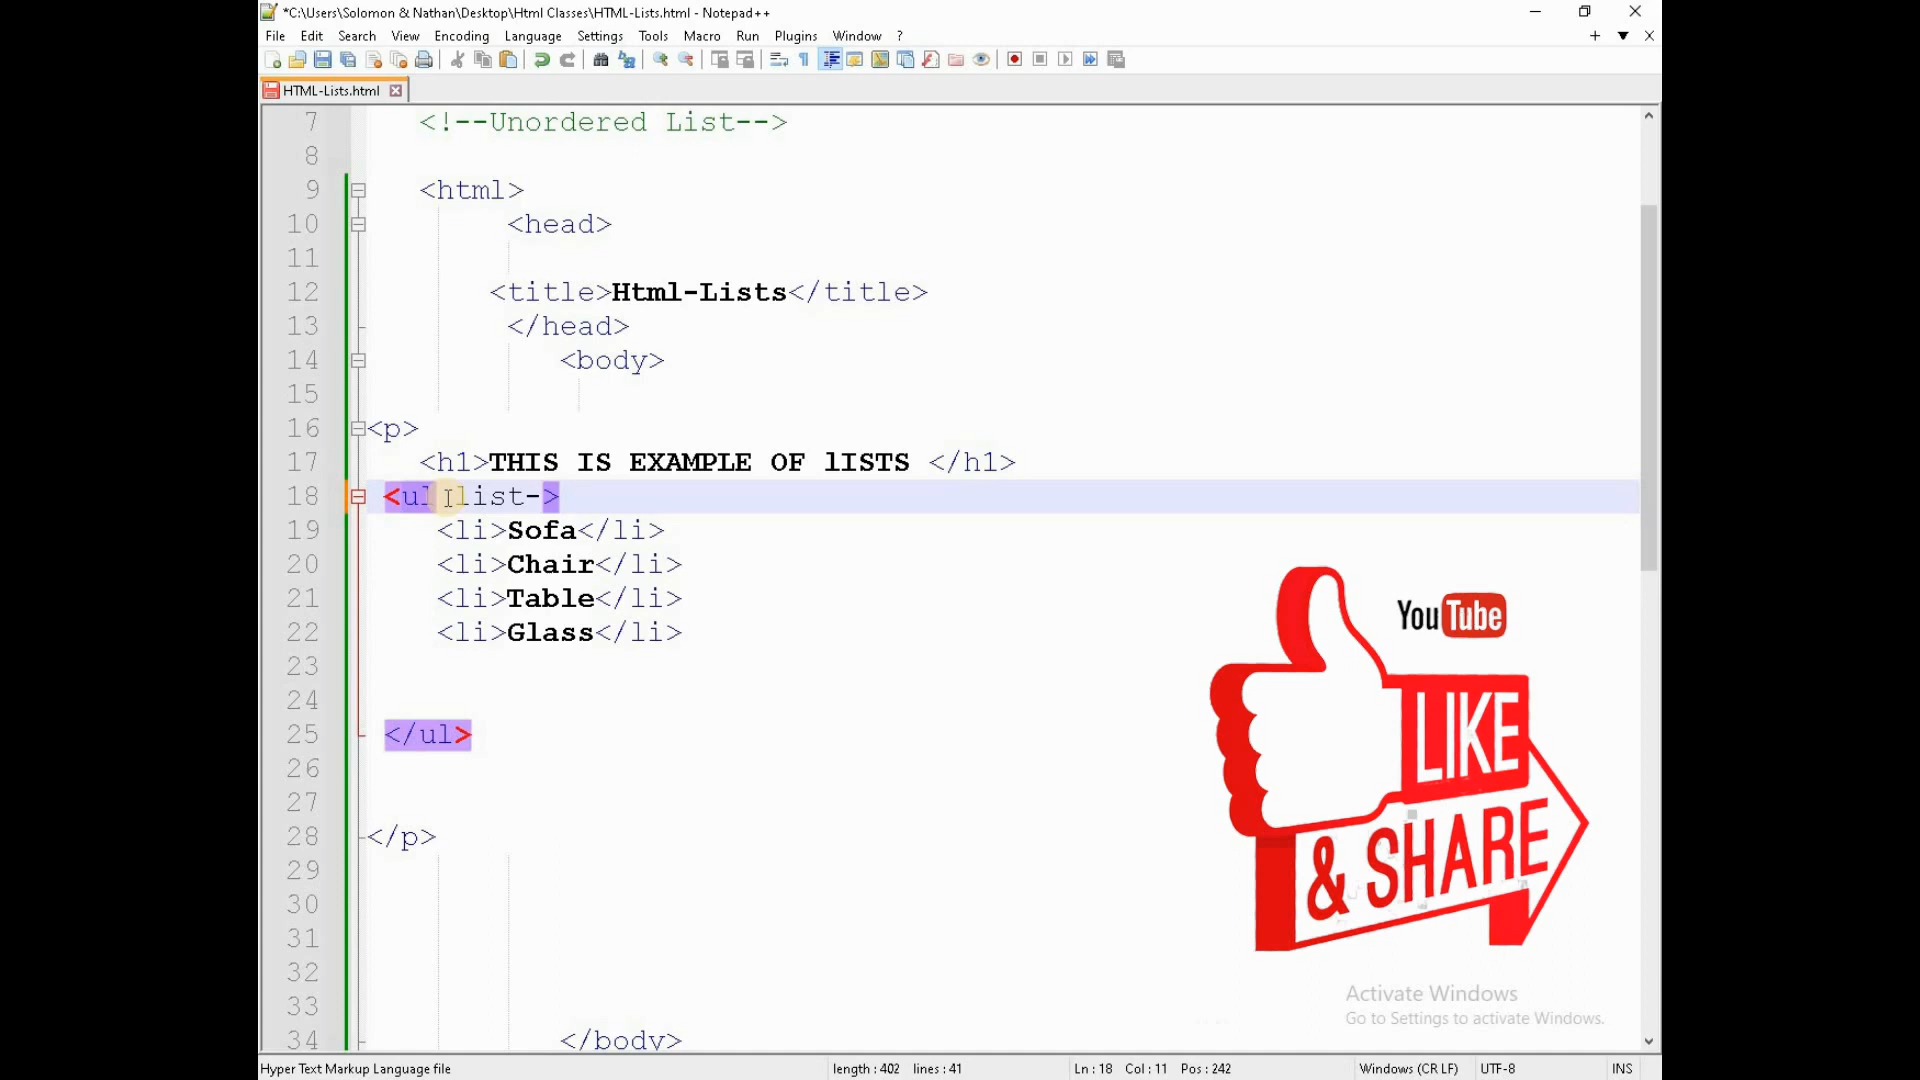 *C:\Users\Solomon & Nathan\Desktop\Html Classes\HTML-Lists.html - Notepad++
File Edit Search View Encoding Language Settings Tools Macro Run Plugins Window ?
HTML-Lists.html
7 <!--Unordered List-->
8
9 <html>
10 <head>
11
12 <title>Html-Lists</title>
13 </head>
14 <body>
15
16 <p>
17 <h1>THIS IS EXAMPLE OF lISTS </h1>
18 <ul list->
19 <li>Sofa</li>
20 <li>Chair</li>
21 <li>Table</li>
22 <li>Glass</li>
23
24
25 </ul>
26
27
28 </p>
29
30
31
32
33
34 </body>
YouTube
LIKE
& SHARE
Activate Windows
Go to Settings to activate Windows.
Hyper Text Markup Language file length : 402 lines : 41 Ln : 18 Col : 11 Pos : 242 Windows (CR LF) UTF-8 INS